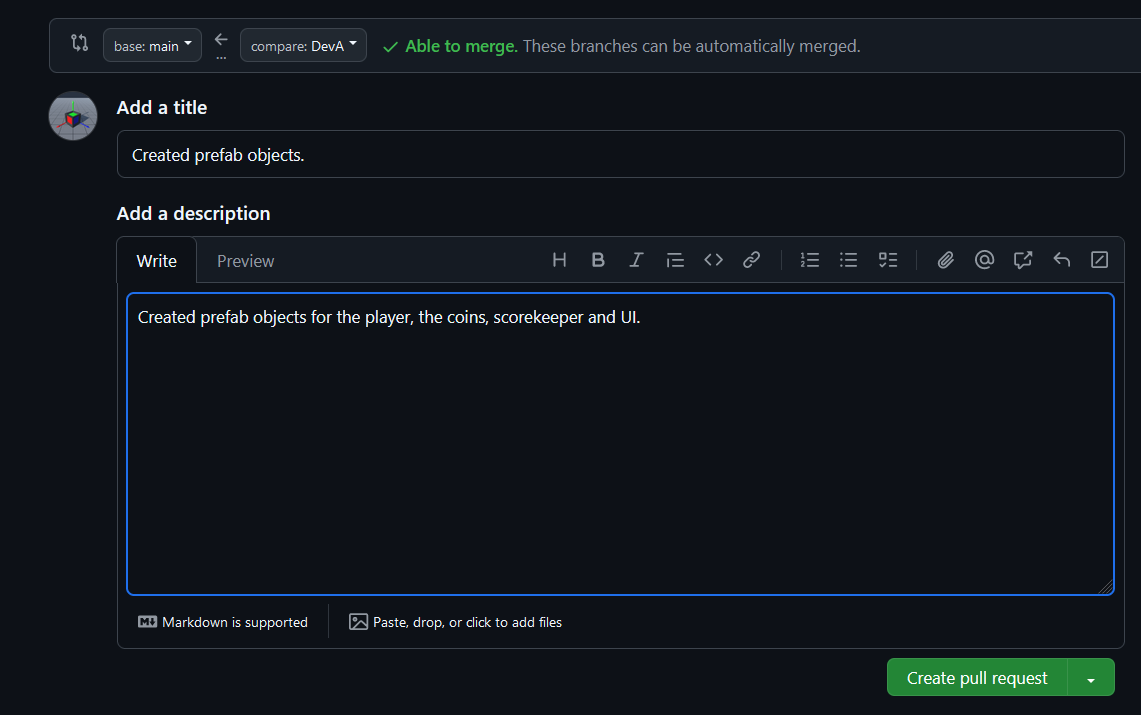 base: main compare: DevA Able to merge. These branches can be automatically merged.
...
Add a title
Created prefab objects.
Add a description
Write Preview
Created prefab objects for the player, the coins, scorekeeper and UI.
Markdown is supported Paste, drop, or click to add files
Create pull request